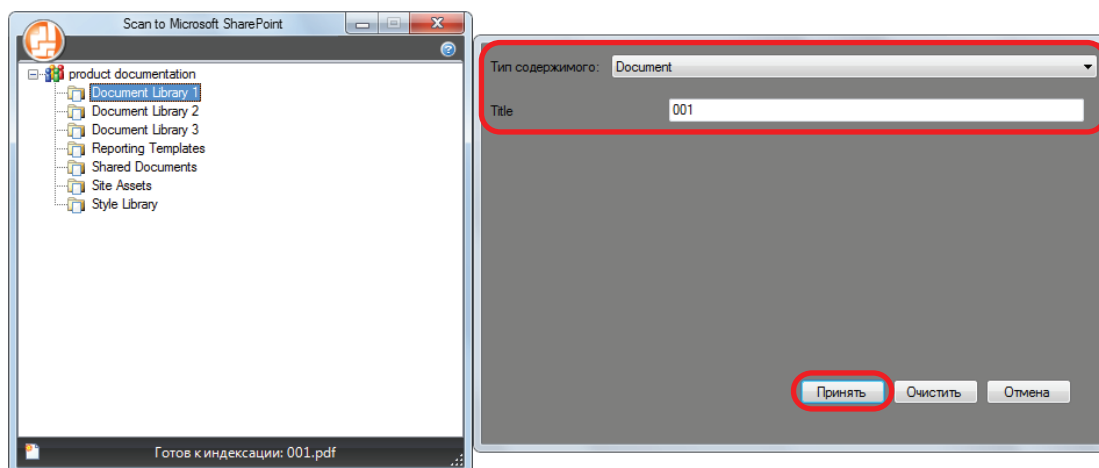 Scan to Microsoft SharePoint
product documentation
Document Library 1
Document Library 2
Document Library 3
Reporting Templates
Shared Documents
Site Assets
Style Library
Готов к индексации: 001.pdf
Тип содержимого: Document
Title 001
Принять Очистить Отмена